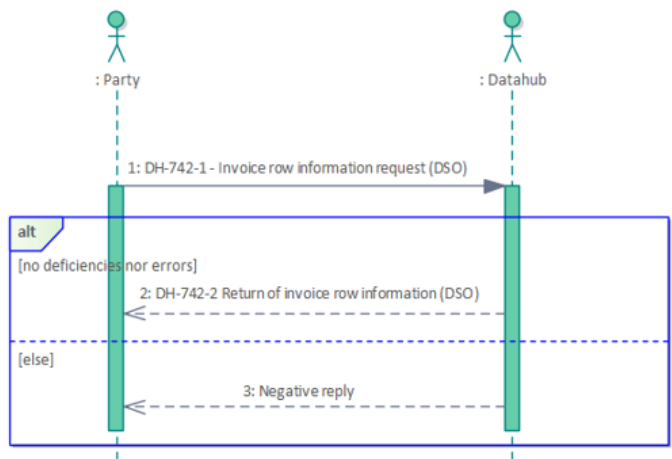 : Party
: Datahub
1: DH-742-1 - Invoice row information request (DSO)
alt
[no deficiencies nor errors]
2: DH-742-2 Return of invoice row information (DSO)
[else]
3: Negative reply